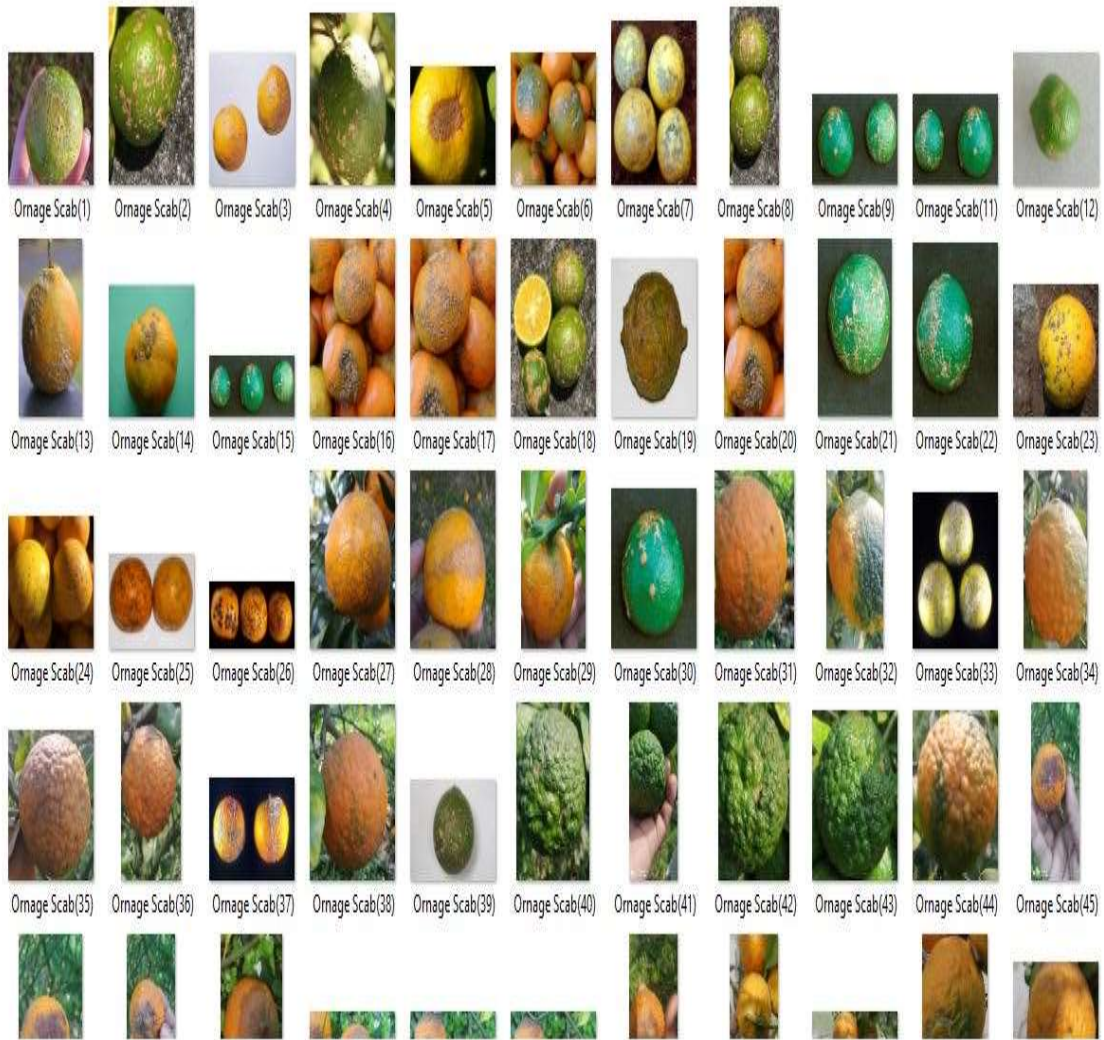 Ornage Scab(1) Ornage Scab(2) Ornage Scab(3) Ornage Scab(4) Ornage Scab(5) Ornage Scab(6) Ornage Scab(7) Ornage Scab(8) Ornage Scab(9) Ornage Scab(11) Ornage Scab(12)
Ornage Scab(13) Ornage Scab(14) Ornage Scab(15) Ornage Scab(16) Ornage Scab(17) Ornage Scab(18) Ornage Scab(19) Ornage Scab(20) Ornage Scab(21) Ornage Scab(22) Ornage Scab(23)
Ornage Scab(24) Ornage Scab(25) Ornage Scab(26) Ornage Scab(27) Ornage Scab(28) Ornage Scab(29) Ornage Scab(30) Ornage Scab(31) Ornage Scab(32) Ornage Scab(33) Ornage Scab(34)
Ornage Scab(35) Ornage Scab(36) Ornage Scab(37) Ornage Scab(38) Ornage Scab(39) Ornage Scab(40) Ornage Scab(41) Ornage Scab(42) Ornage Scab(43) Ornage Scab(44) Ornage Scab(45)